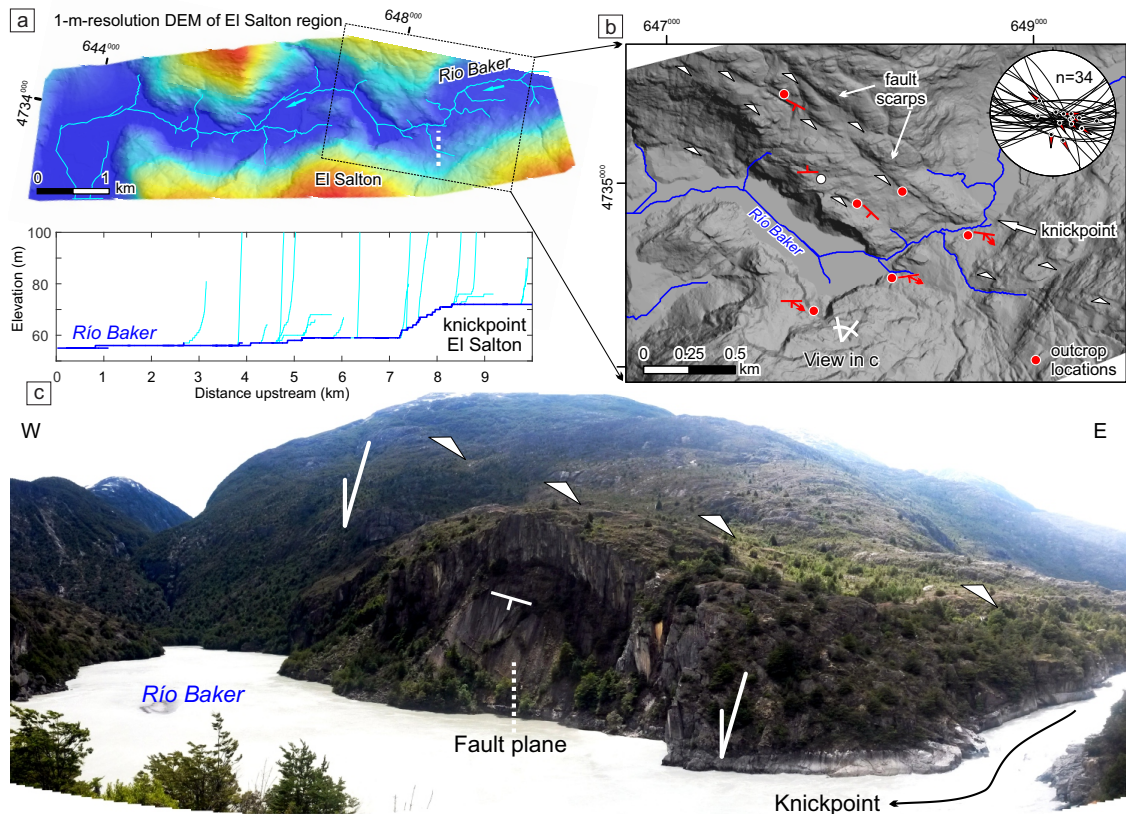 a
1-m-resolution DEM of El Salton region
644000
648000
4734000
Río Baker
El Salton
0 1
km
Elevation (m)
100
80
60
Río Baker
knickpoint
El Salton
0 1 2 3 4 5 6 7 8 9
Distance upstream (km)
b
647000
649000
4735000
fault
scarps
n=34
Río Baker
knickpoint
View in c
0 0.25 0.5
km
outcrop
locations
c
W
E
Río Baker
Fault plane
Knickpoint